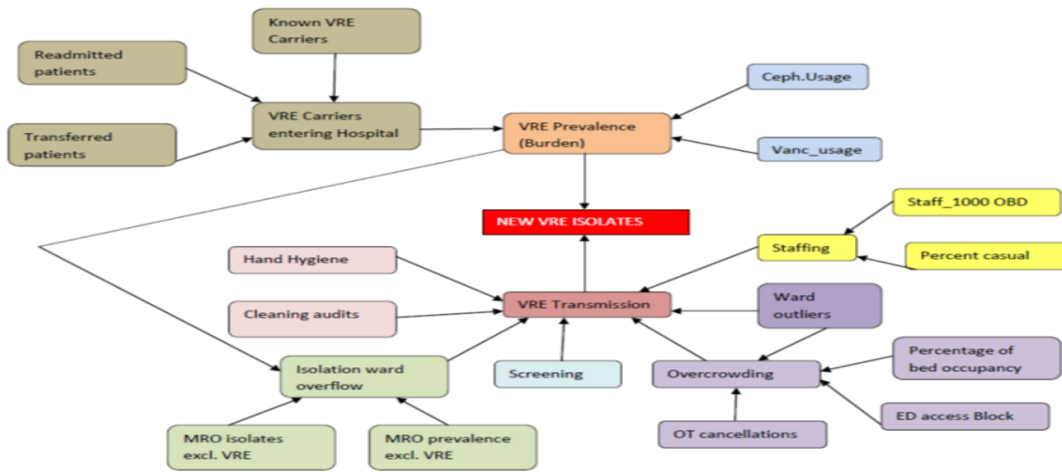 Known VRE
Carriers
Readmitted
patients
Ceph.Usage
VRE Carriers
entering Hospital
VRE Prevalence
(Burden)
Transferred
patients
Vanc_usage
Staff_1000 OBD
NEW VRE ISOLATES
Hand Hygiene
Staffing
Percent casual
Cleaning audits
VRE Transmission
Ward
outliers
Isolation ward
overflow
Screening
Overcrowding
Percentage of
bed occupancy
ED access Block
MRO isolates
excl. VRE
MRO prevalence
excl. VRE
OT cancellations